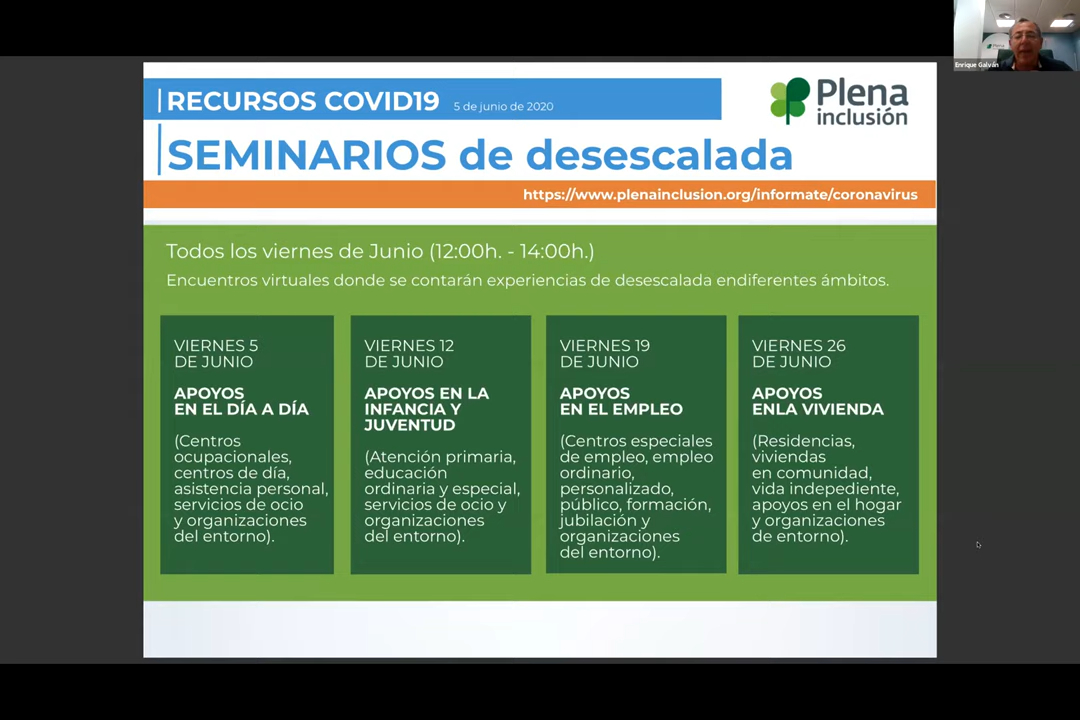 Enrique Galván
RECURSOS COVID19 5 de junio de 2020
Plena
inclusión
SEMINARIOS de desescalada
https://www.plenainclusion.org/informate/coronavirus
Todos los viernes de Junio (12:00h. - 14:00h.)
Encuentros virtuales donde se contarán experiencias de desescalada endiferentes ámbitos.
VIERNES 5
DE JUNIO
APOYOS
EN EL DÍA A DÍA
(Centros
ocupacionales,
centros de día,
asistencia personal,
servicios de ocio
y organizaciones
del entorno).
VIERNES 12
DE JUNIO
APOYOS EN LA
INFANCIA Y
JUVENTUD
(Atención primaria,
educación
ordinaria y especial,
servicios de ocio y
organizaciones
del entorno).
VIERNES 19
DE JUNIO
APOYOS
EN EL EMPLEO
(Centros especiales
de empleo, empleo
ordinario,
personalizado,
público, formación,
jubilación y
organizaciones
del entorno).
VIERNES 26
DE JUNIO
APOYOS
ENLA VIVIENDA
(Residencias,
viviendas
en comunidad,
vida indepediente,
apoyos en el hogar
y organizaciones
de entorno).